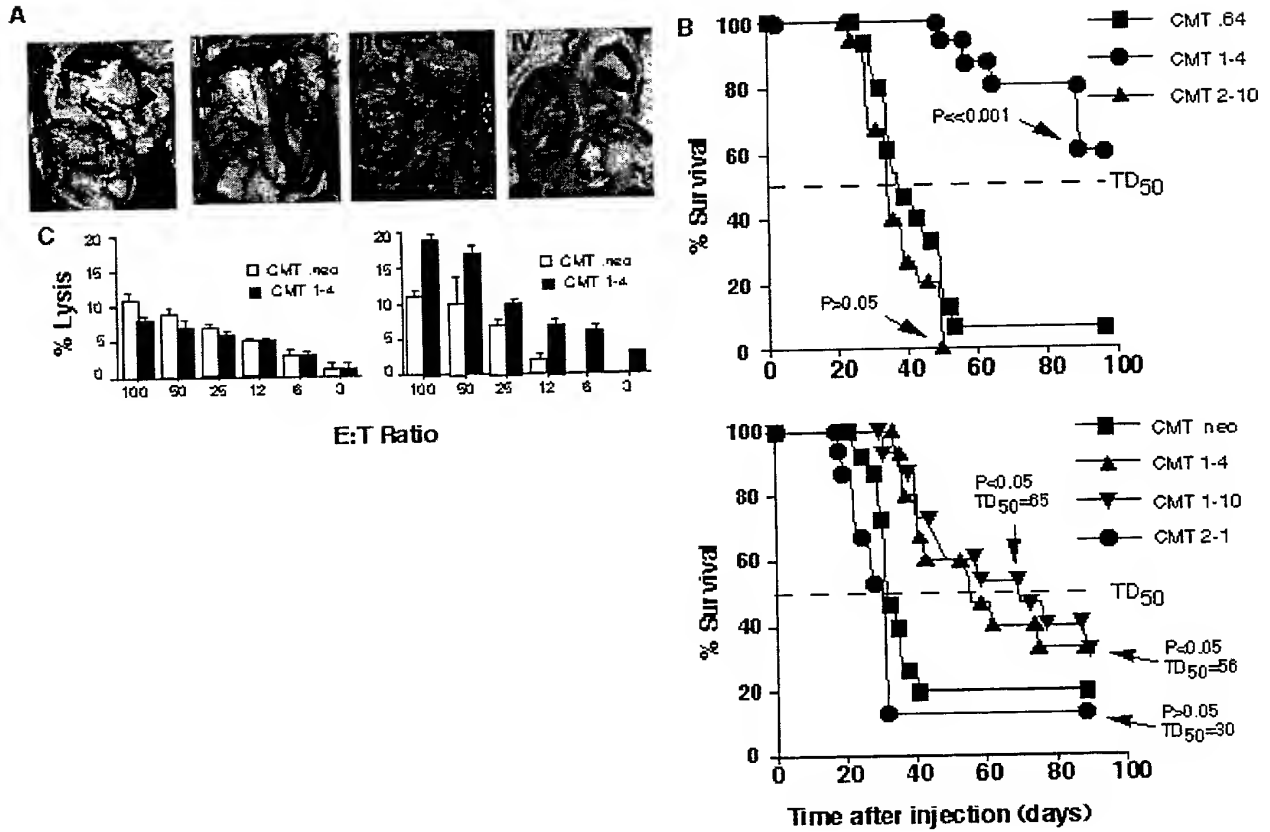 A
IV
C
20
15
10
5
0
% Lysis
CMT .neo
CMT 1-4
100 50 25 12 6 3
20
15
10
5
0
CMT .neo
CMT 1-4
100 50 25 12 6 3
E:T Ratio
B
100
80
60
40
20
0
% Survival
CMT .64
CMT 1-4
CMT 2-10
P<<0.001
TD50
P>0.05
0 20 40 60 80 100
100
80
60
40
20
0
% Survival
CMT neo
CMT 1-4
CMT 1-10
CMT 2-1
P<0.05
TD50=65
TD50
P<0.05
TD50=56
P>0.05
TD50=30
0 20 40 60 80 100
Time after injection (days)